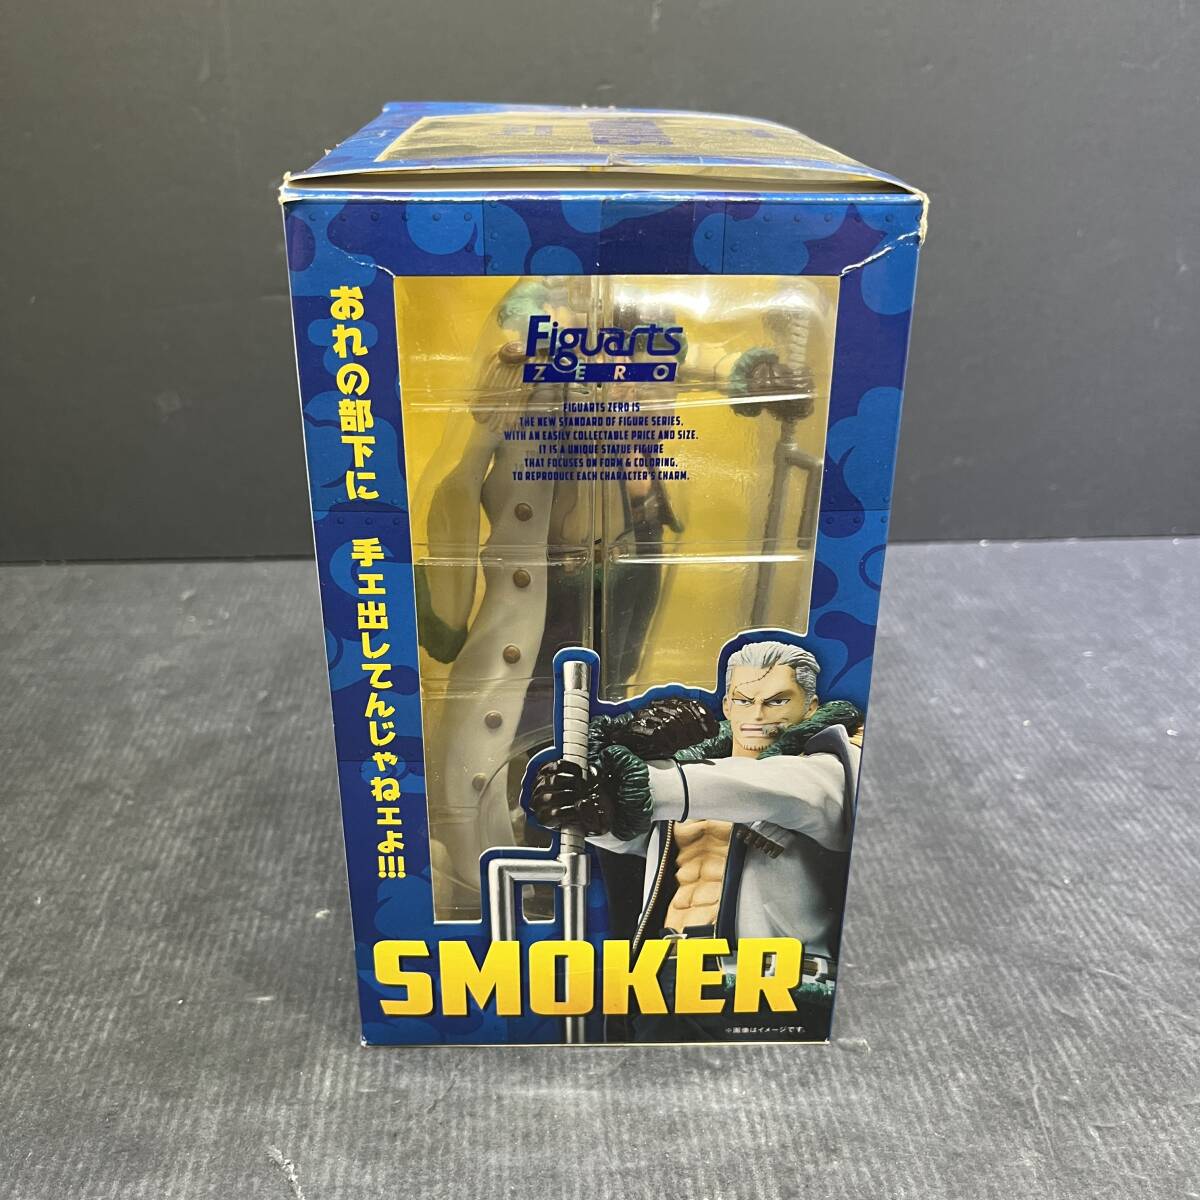 おれの部下に
手ェ出してんじゃねェよ!!!
Figuarts
ZERO
FIGUARTS ZERO IS
THE NEW STANDARD OF FIGURE SERIES,
WITH AN EASILY COLLECTABLE PRICE AND SIZE.
IT IS A UNIQUE STATUE FIGURE
THAT FOCUSES ON FORM & COLORING,
TO REPRODUCE EACH CHARACTER'S CHARM.
SMOKER
※画像はイメージです。